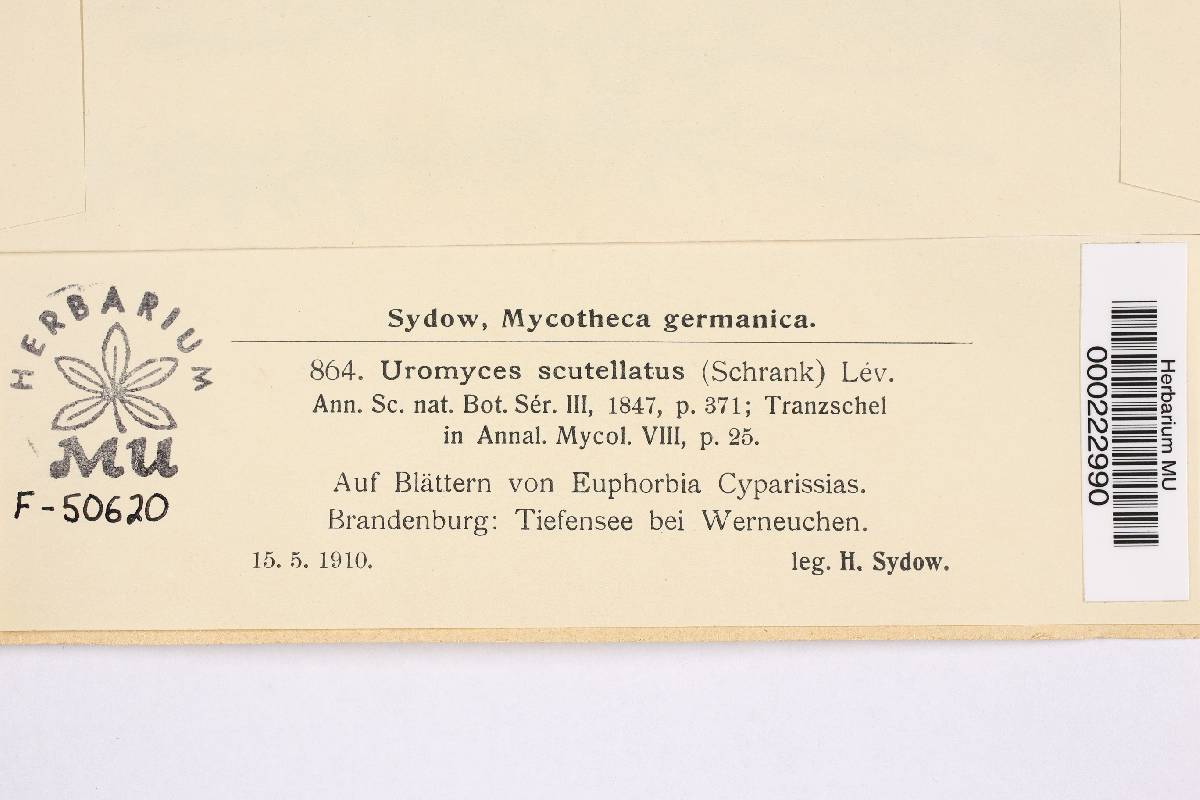 HERBARIUM
MU
F-50620
Sydow, Mycotheca germanica.
864. Uromyces scutellatus (Schrank) Lév.
Ann. Sc. nat. Bot. Sér. III, 1847, p. 371; Tranzschel
in Annal. Mycol. VIII, p. 25.
Auf Blättern von Euphorbia Cyparissias.
Brandenburg: Tiefensee bei Werneuchen.
15. 5. 1910. leg. H. Sydow.
Herbarium MU
000222990